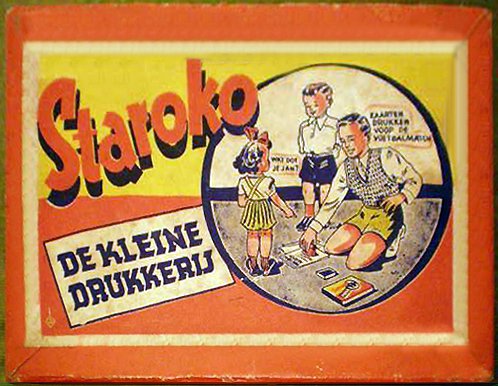 Staroko
WAT DOE
JE JAN?
KAARTEN
DRUKKEN
VOOR DE
VOETBALMATCH
DE KLEINE
DRUKKERIJ